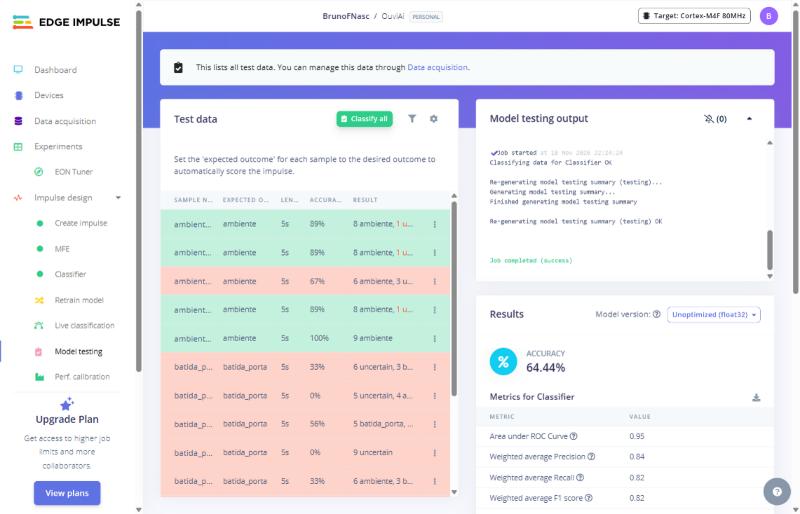 EDGE IMPULSE
BrunoFNasc / OuviAI PERSONAL
Target: Cortex-M4F 80MHz
B
Dashboard
Devices
Data acquisition
Experiments
EON Tuner
Impulse design
Create impulse
MFE
Classifier
Retrain model
Live classification
Model testing
Perf. calibration
Upgrade Plan
Get access to higher job
limits and more
collaborators.
View plans
This lists all test data. You can manage this data through Data acquisition.
Test data
Classify all
Set the 'expected outcome' for each sample to the desired outcome to
automatically score the impulse.
SAMPLE N... EXPECTED O... LEN... ACCURA... RESULT
ambient... ambiente 5s 89% 8 ambiente, 1 u...
ambient... ambiente 5s 89% 8 ambiente, 1 u...
ambient... ambiente 5s 67% 6 ambiente, 3 u...
ambient... ambiente 5s 89% 8 ambiente, 1 u...
ambient... ambiente 5s 100% 9 ambiente
batida_p... batida_porta 5s 33% 6 uncertain, 3 b...
batida_p... batida_porta 5s 0% 5 uncertain, 4 a...
batida_p... batida_porta 5s 56% 5 batida_porta, ...
batida_p... batida_porta 5s 0% 9 uncertain
batida_p... batida_porta 5s 33% 6 ambiente, 3 b...
Model testing output
(0)
Job started at 18 Nov
Classifying data for Classifier OK
Re-generating model testing summary (testing)...
Generating model testing summary...
Finished generating model testing summary
Re-generating model testing summary (testing) OK
Job completed (success)
Results
Model version: Unoptimized (float32)
%
ACCURACY
64.44%
Metrics for Classifier
METRIC VALUE
Area under ROC Curve 0.95
Weighted average Precision 0.84
Weighted average Recall 0.82
Weighted average F1 score 0.82